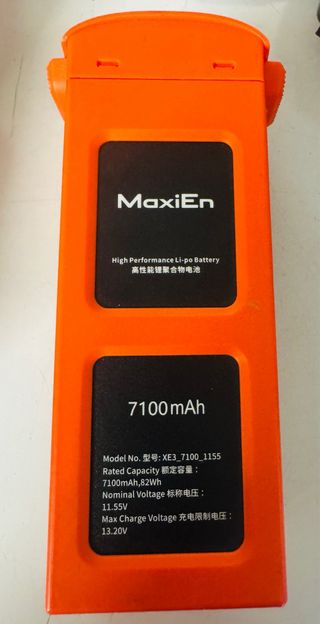 MaxiEn
High Performance Li-po Battery
高性能锂聚合物电池
7100mAh
Model No. 型号: XE3_7100_1155
Rated Capacity 额定容量：
7100mAh,82Wh
Nominal Voltage 标称电压：
11.55V
Max Charge Voltage 充电限制电压：
13.20V